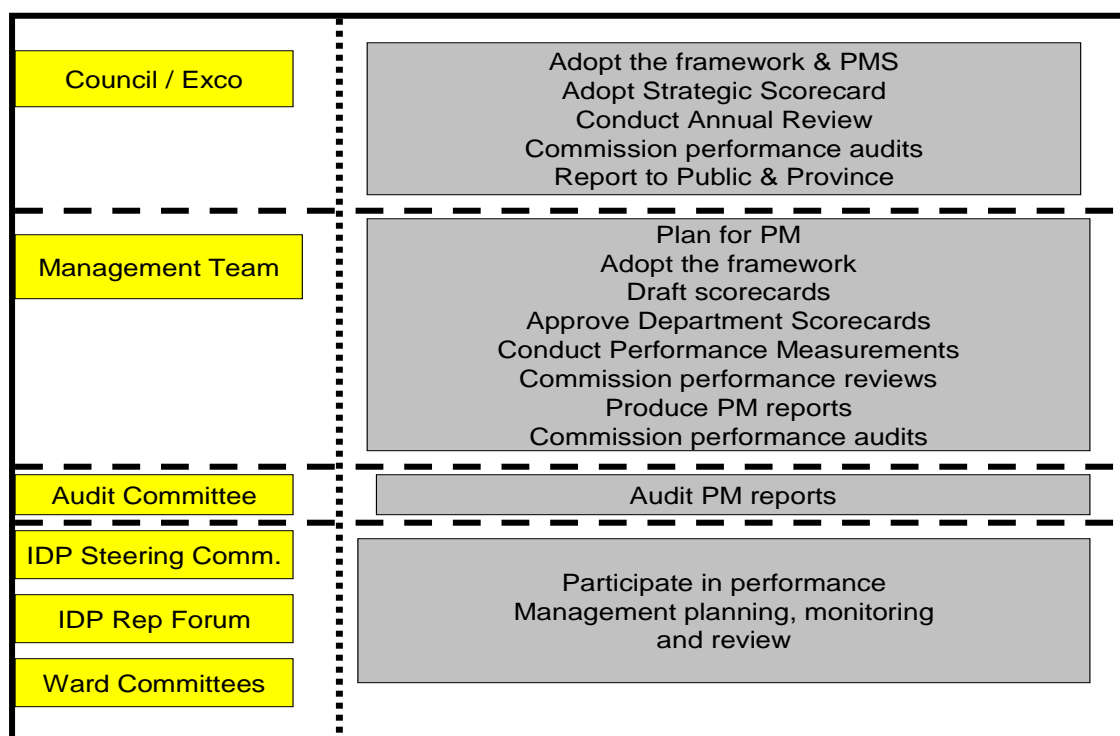 Council / Exco
Adopt the framework & PMS
Adopt Strategic Scorecard
Conduct Annual Review
Commission performance audits
Report to Public & Province
Management Team
Plan for PM
Adopt the framework
Draft scorecards
Approve Department Scorecards
Conduct Performance Measurements
Commission performance reviews
Produce PM reports
Commission performance audits
Audit Committee
Audit PM reports
IDP Steering Comm.
IDP Rep Forum
Ward Committees
Participate in performance
Management planning, monitoring
and review